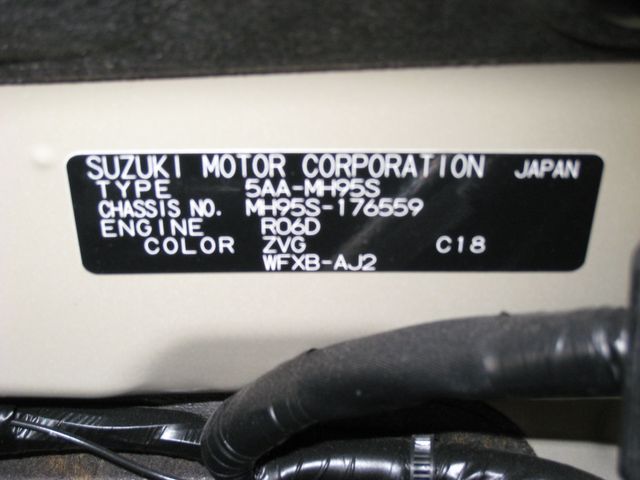 SUZUKI MOTOR CORPORATION JAPAN
TYPE 5AA-MH95S
CHASSIS NO. MH95S-176559
ENGINE R06D
COLOR ZVG C18
WFXB-AJ2